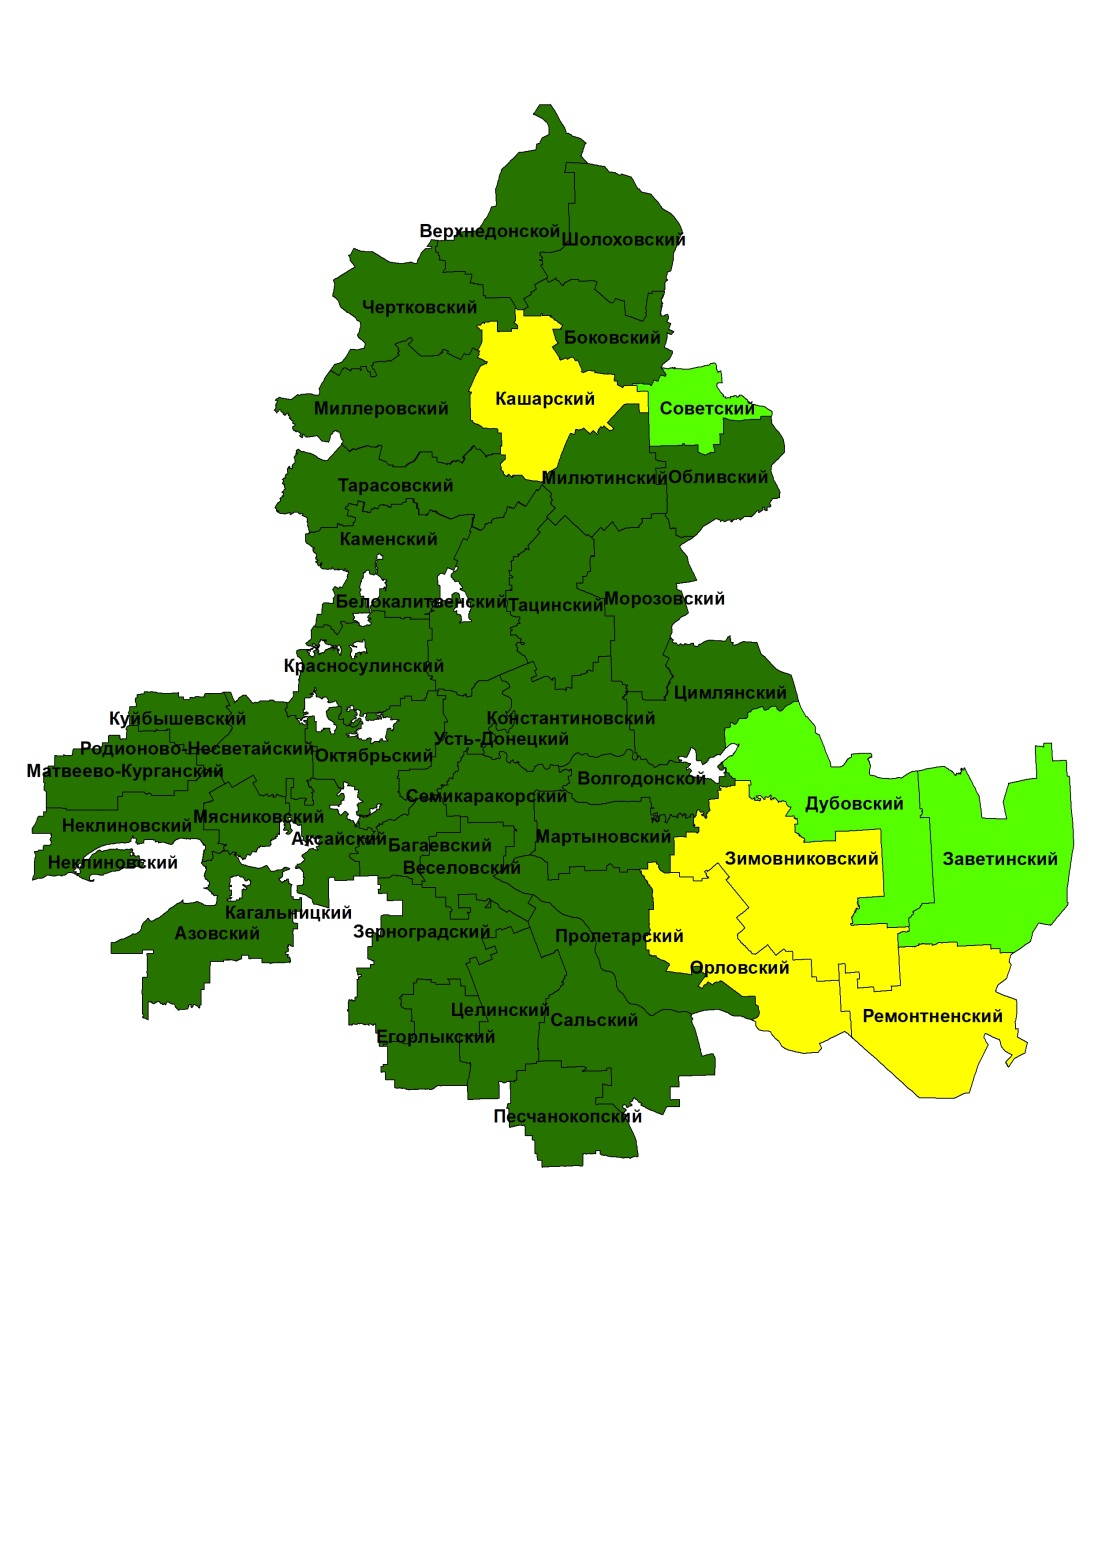 Верхнедонской
Шолоховский
Чертковский
Боковский
Кашарский
Миллеровский
Советский
Милютинский
Обливский
Тарасовский
Каменский
Белокалитвенский
Тацинский
Морозовский
Красносулинский
Цимлянский
Куйбышевский
Константиновский
Усть-Донецкий
Родионово-Несветайский
Октябрьский
Матвеево-Курганский
Волгодонской
Семикаракорский
Дубовский
Мясниковский
Неклиновский
Аксайский
Мартыновский
Багаевский
Зимовниковский
Заветинский
Неклиновский
Веселовский
Кагальницкий
Азовский
Зерноградский
Пролетарский
Орловский
Целинский
Сальский
Ремонтненский
Егорлыкский
Песчанокопский